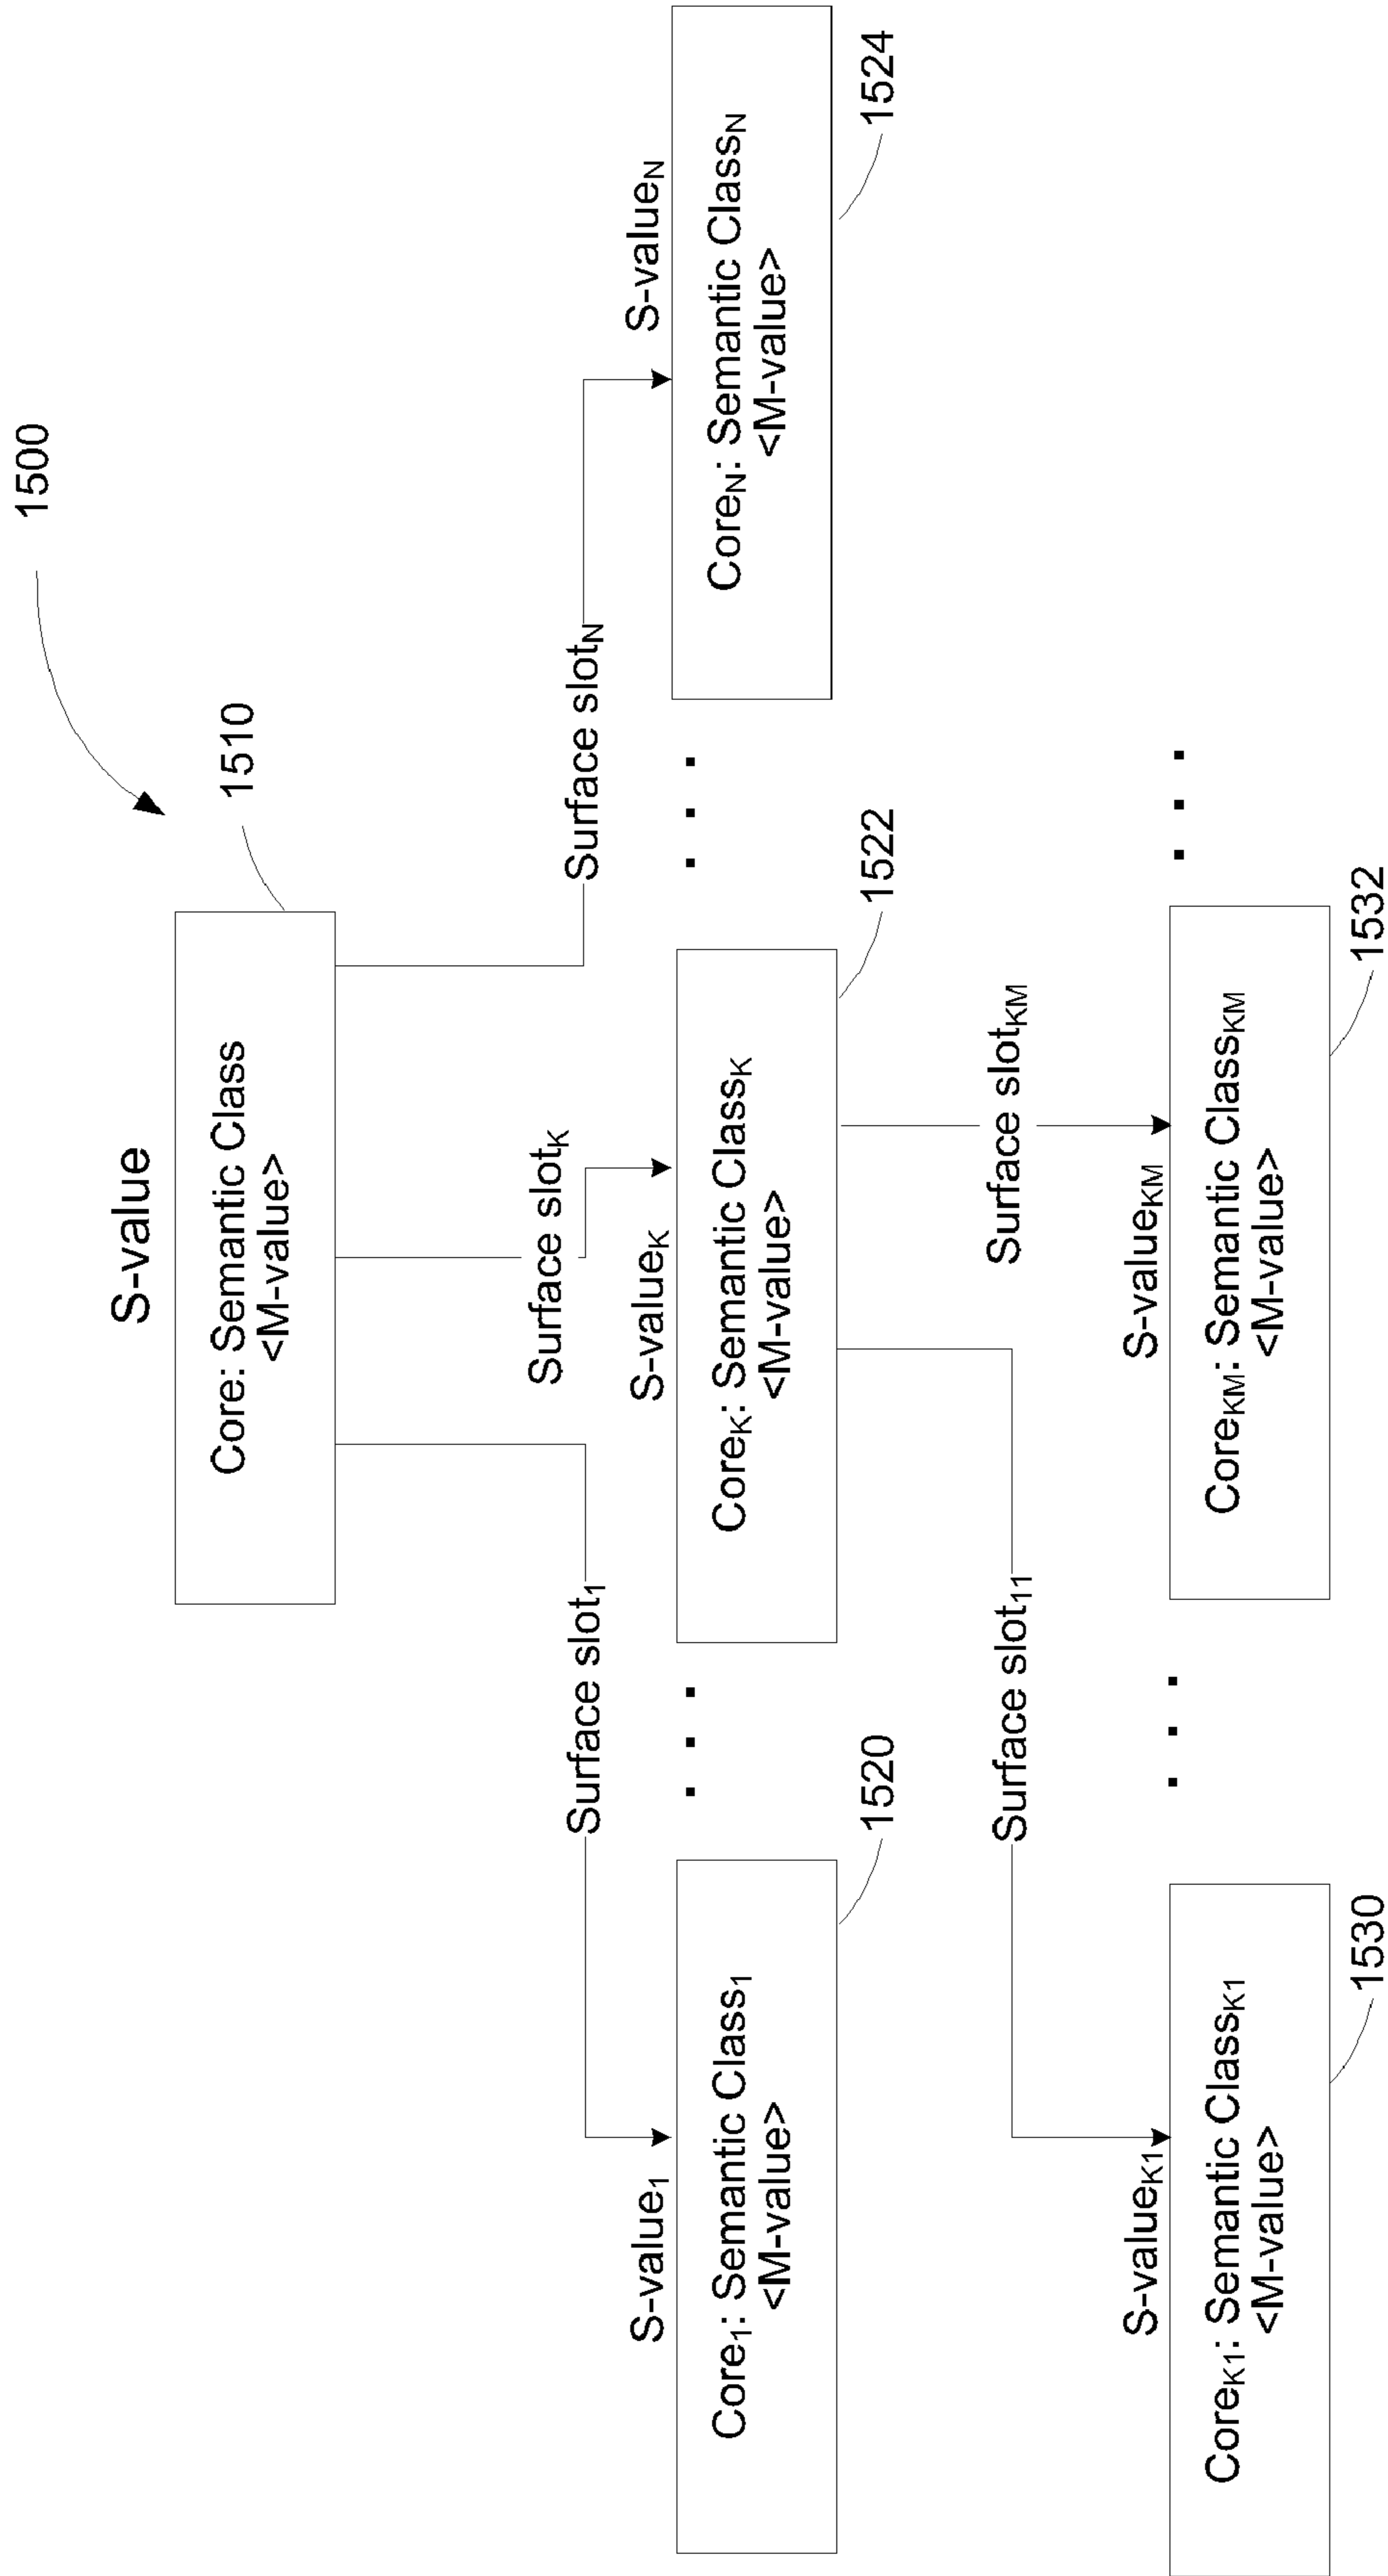 1500
S-value
1510
Core: Semantic Class
<M-value>
Surface slot₁
Surface slotK
Surface slotN
S-value₁
S-valueK
S-valueN
Core₁: Semantic Class₁
<M-value>
. . .
CoreK: Semantic ClassK
<M-value>
. . .
CoreN: Semantic ClassN
<M-value>
1520
1522
1524
Surface slot₁₁
Surface slotKM
S-valueK1
S-valueKM
CoreK1: Semantic ClassK1
<M-value>
. . .
CoreKM: Semantic ClassKM
<M-value>
. . .
1530
1532